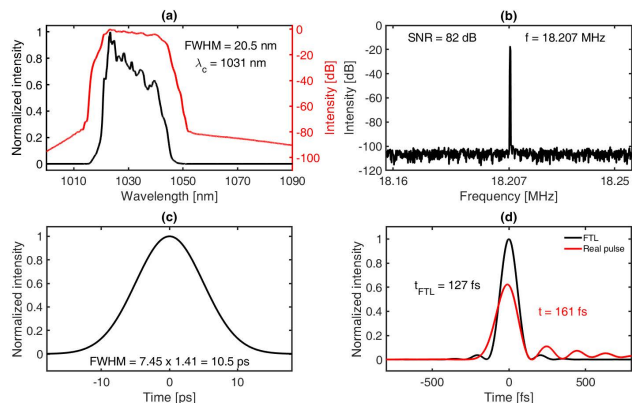 (a)
Normalized intensity
1
0.8
0.6
0.4
0.2
0
FWHM = 20.5 nm
λc = 1031 nm
0
-20
-40
-60
-80
-100
Intensity [dB]
1010 1030 1050 1070 1090
Wavelength [nm]
(b)
Intensity [dB]
0
-20
-40
-60
-80
-100
-120
SNR = 82 dB f = 18.207 MHz
18.16 18.207 18.25
Frequency [MHz]
(c)
Normalized intensity
1
0.8
0.6
0.4
0.2
0
FWHM = 7.45 x 1.41 = 10.5 ps
-10 0 10
Time [ps]
(d)
Normalized intensity
1
0.8
0.6
0.4
0.2
0
FTL
Real pulse
tFTL = 127 fs
t = 161 fs
-500 0 500
Time [fs]